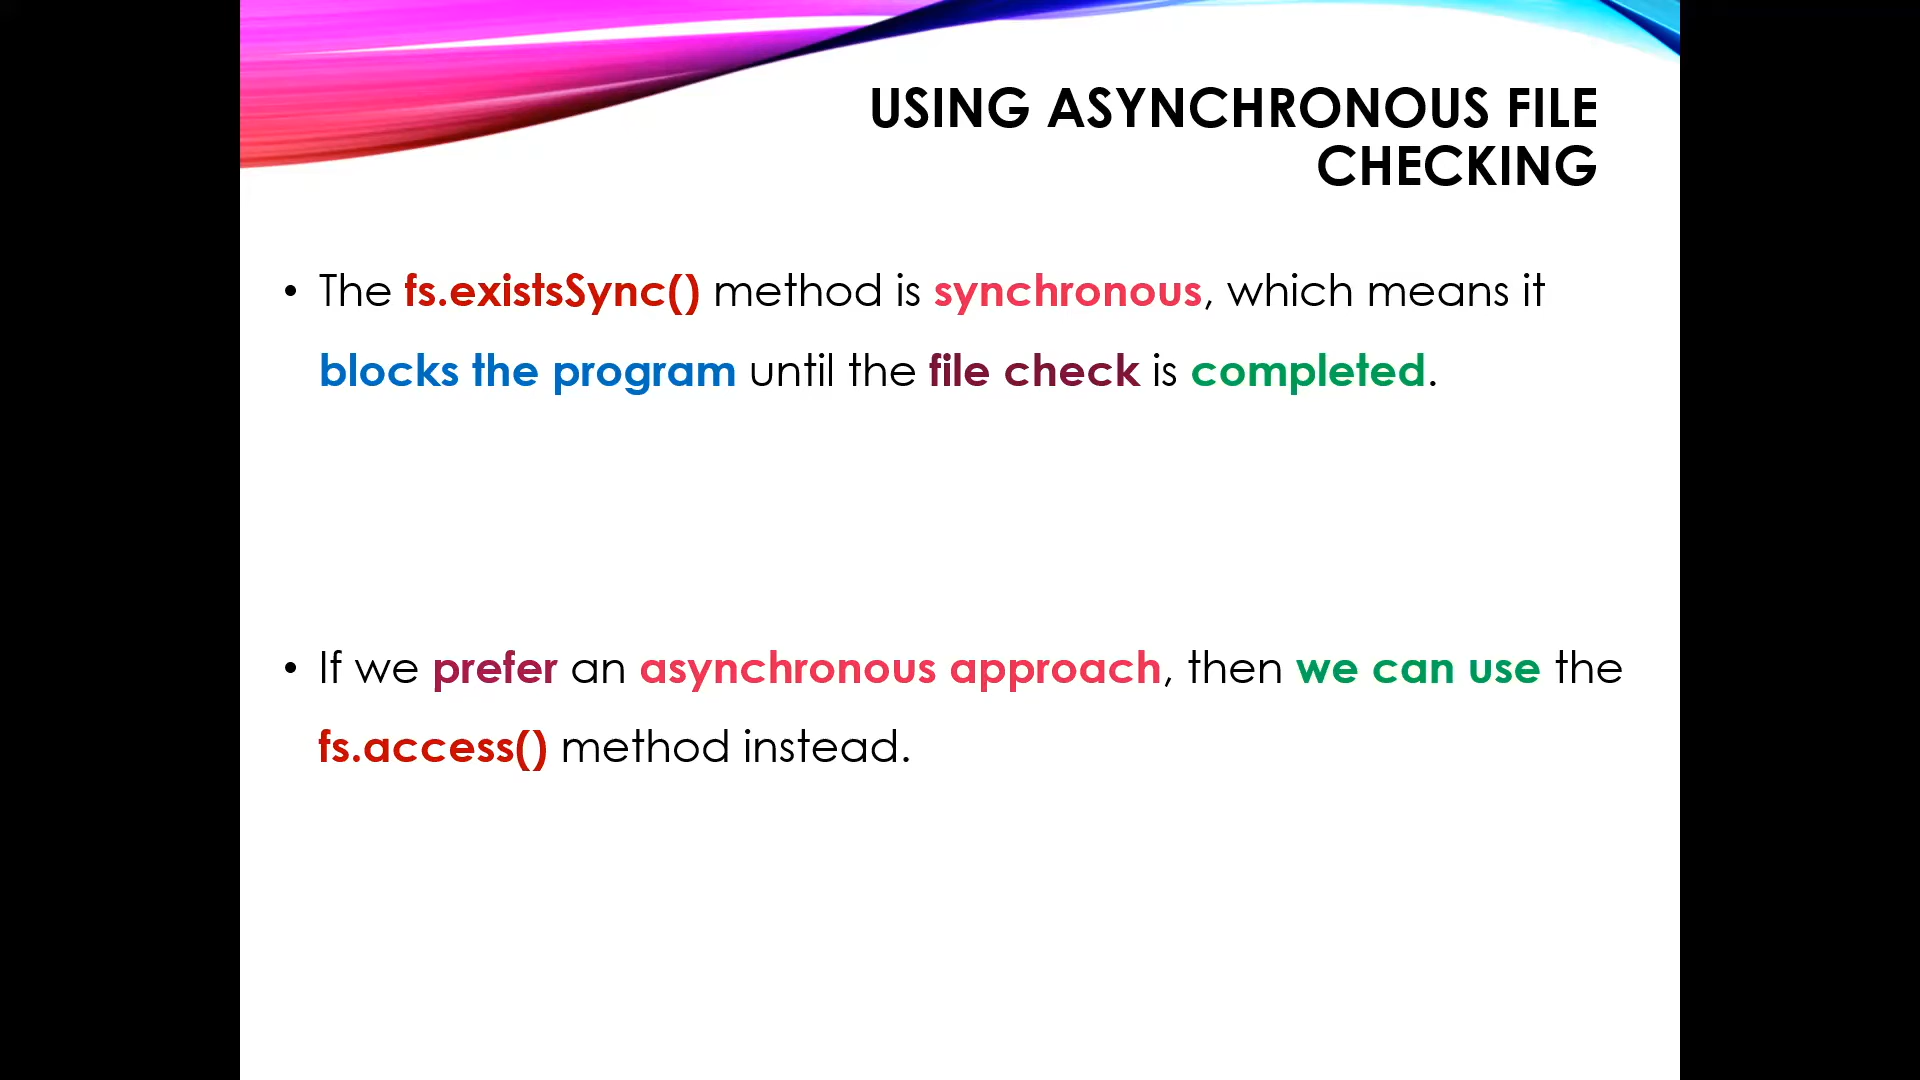 USING ASYNCHRONOUS FILE
CHECKING
• The fs.existsSync() method is synchronous, which means it
blocks the program until the file check is completed.
• If we prefer an asynchronous approach, then we can use the
fs.access() method instead.